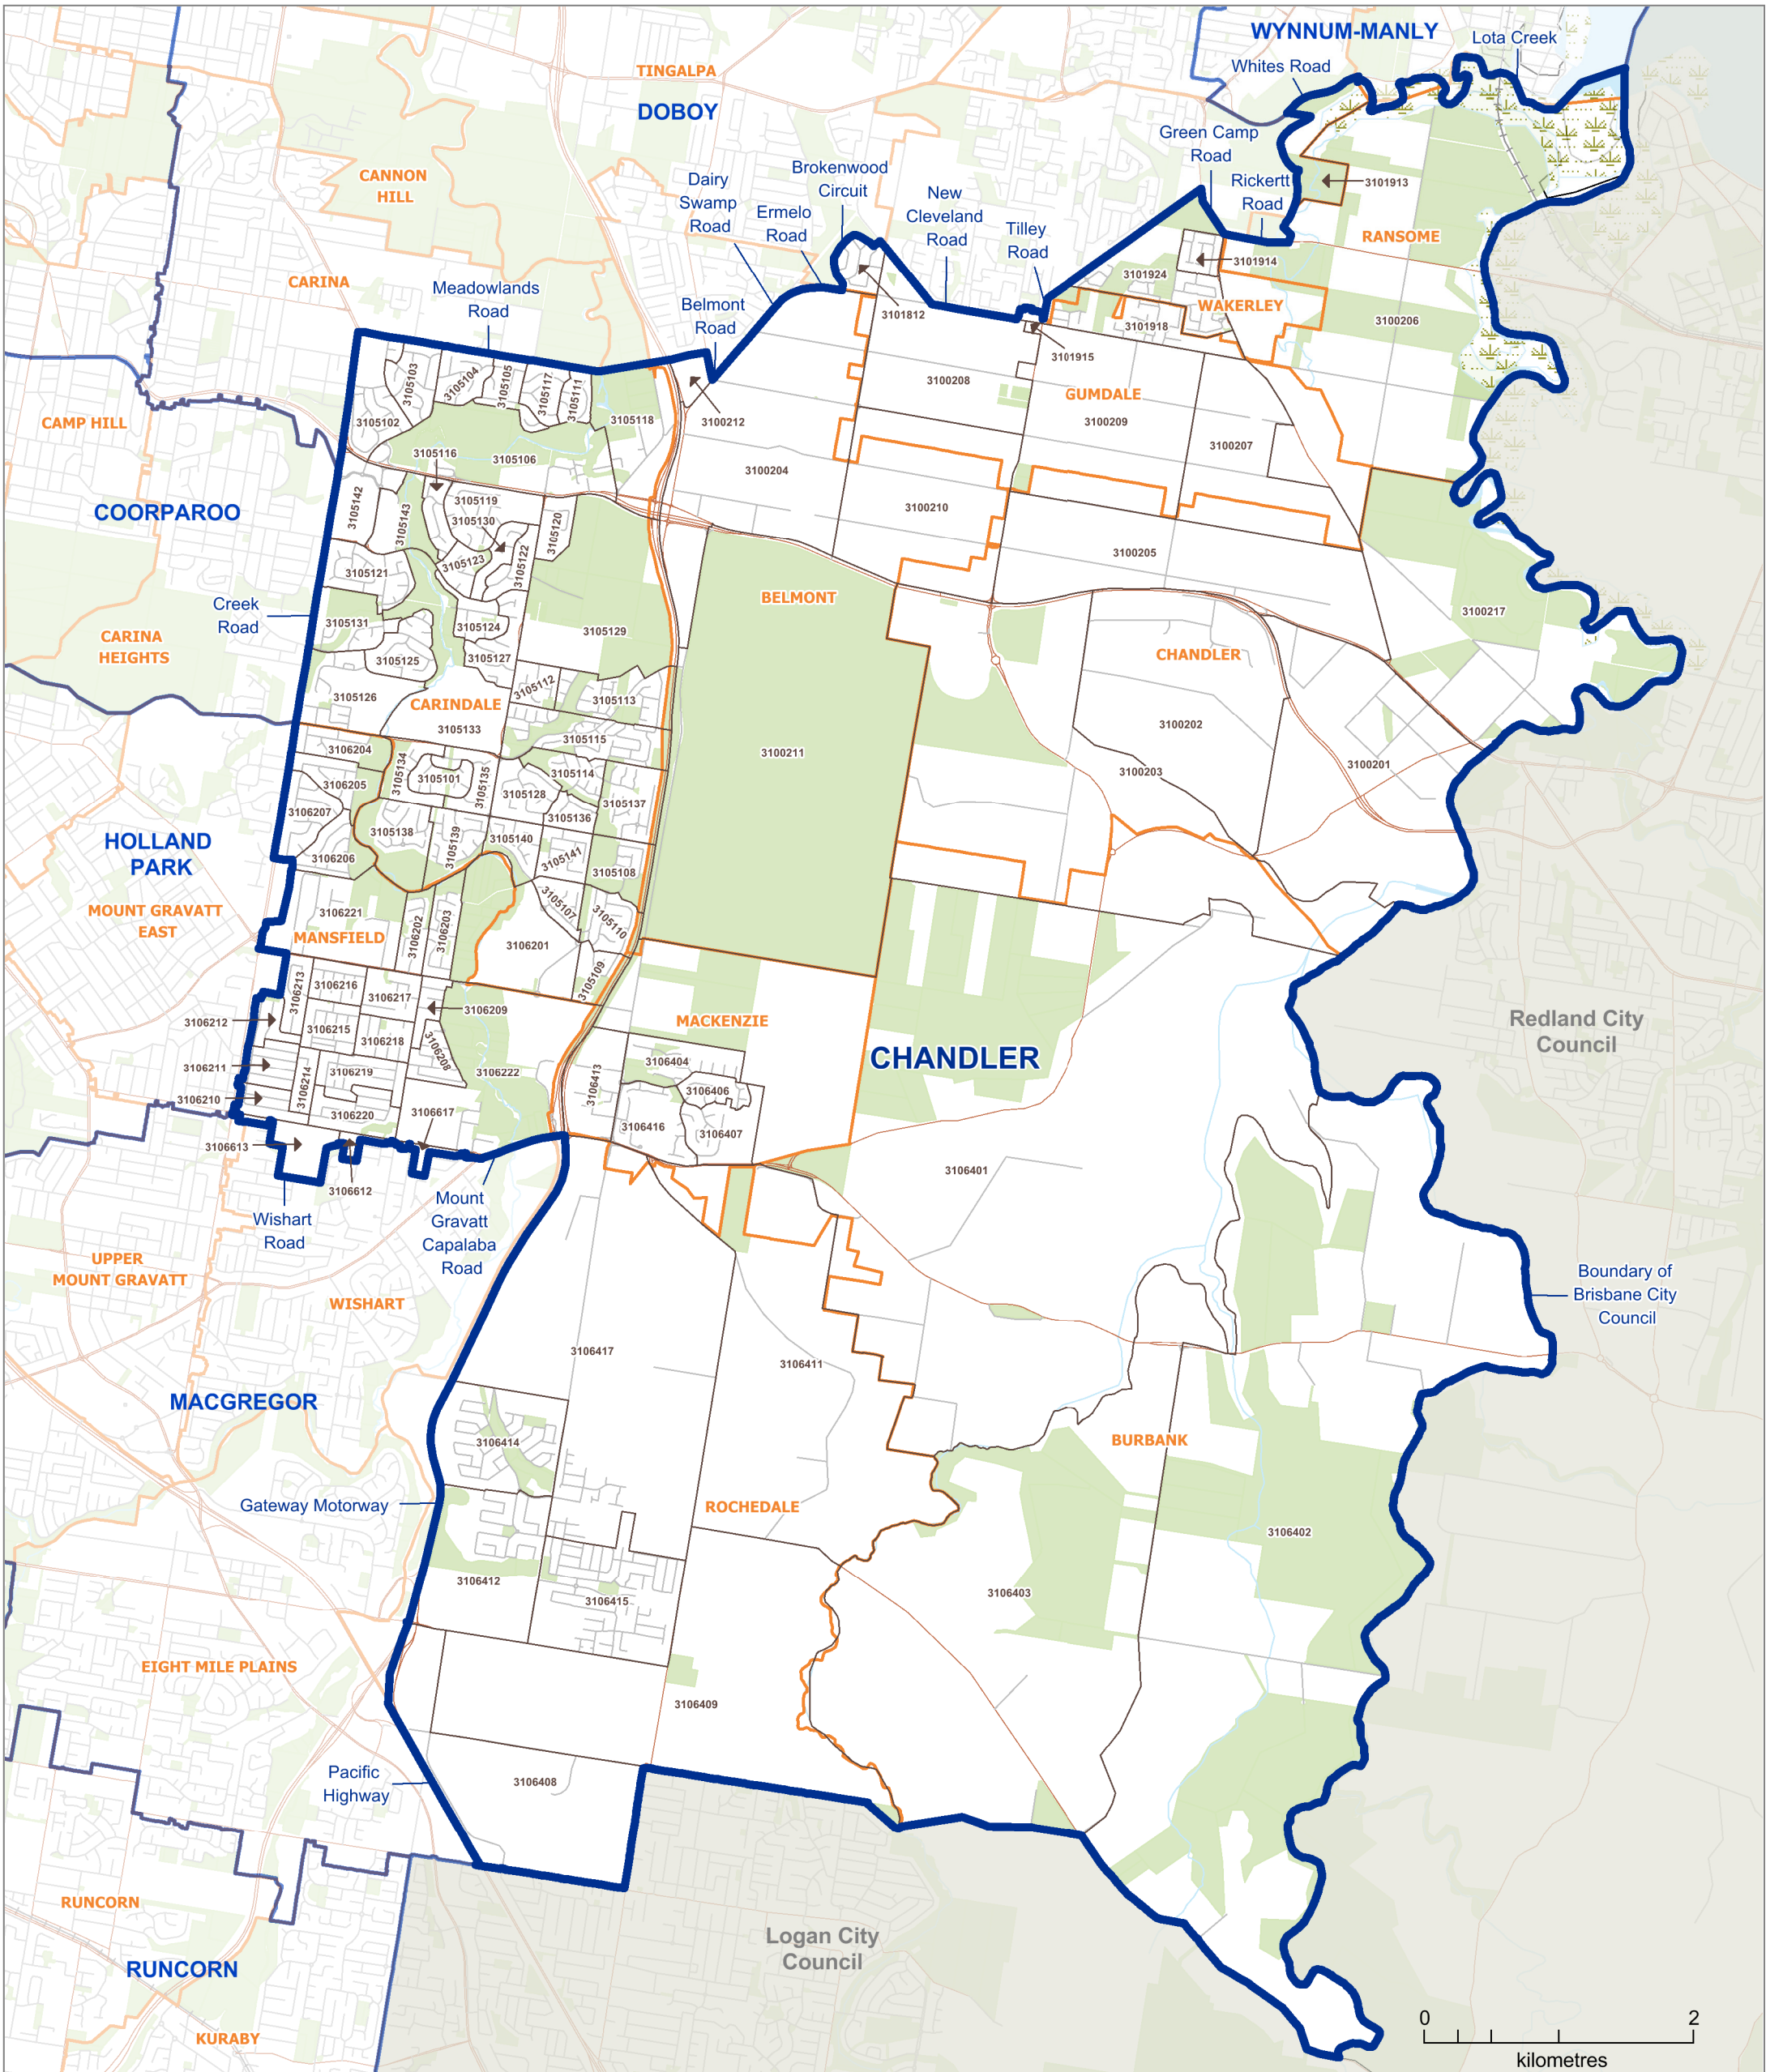 WYNNUM-MANLY
Lota Creek
Whites Road
TINGALPA
DOBOY
Green Camp
Road
Rickertt
Road
CANNON
HILL
Brokenwood
Circuit
Dairy
Swamp
Road
Ermelo
Road
New
Cleveland
Road
Tilley
Road
3101913
RANSOME
3101914
3101924
CARINA
Meadowlands
Road
Belmont
Road
WAKERLEY
3101812
3101918
3100206
3101915
3105103
3105104
3105105
3105117
3105111
3100208
GUMDALE
3105102
3105118
3100212
3100209
CAMP HILL
3100207
3105116
3105106
3100204
COORPAROO
3105142
3105143
3105119
3105130
3105120
3100210
3105121
3105123
3105122
3100205
Creek
Road
BELMONT
3100217
CARINA
HEIGHTS
3105131
3105124
3105129
3105125
3105127
CHANDLER
3105126
3105112
3105113
CARINDALE
3105133
3100202
3106204
3105115
3100211
3105134
3105101
3105135
3105114
3100203
3100201
3106205
3105128
3105137
3106207
3105136
3105138
3105139
3105140
HOLLAND
PARK
3106206
3105141
3105108
MOUNT GRAVATT
EAST
3106221
3105107
3105110
MANSFIELD
3106202
3106203
3106201
3105109
3106213
3106216
3106217
3106209
3106212
3106215
3106218
MACKENZIE
Redland City
Council
CHANDLER
3106211
3106214
3106219
3106208
3106222
3106413
3106404
3106406
3106210
3106220
3106617
3106416
3106407
3106613
3106401
3106612
Wishart
Road
Mount
Gravatt
Capalaba
Road
UPPER
MOUNT GRAVATT
WISHART
Boundary of
Brisbane City
Council
3106417
3106411
MACGREGOR
3106414
BURBANK
Gateway Motorway
ROCHEDALE
3106402
3106412
3106415
3106403
EIGHT MILE PLAINS
3106409
Pacific
Highway
3106408
RUNCORN
Logan City
Council
RUNCORN
KURABY
0 2
kilometres